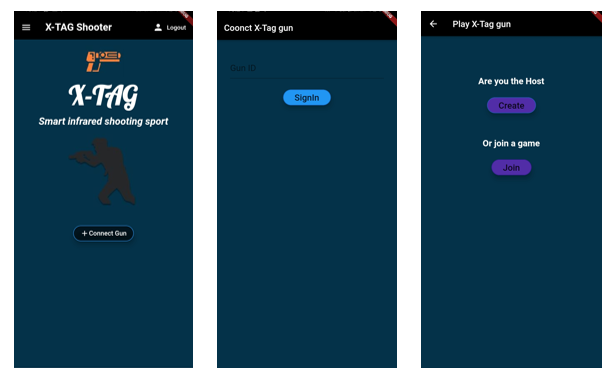 X-TAG Shooter
Logout
X-TAG
Smart infrared shooting sport
+ Connect Gun
Coonct X-Tag gun
Gun ID
SignIn
Play X-Tag gun
Are you the Host
Create
Or join a game
Join